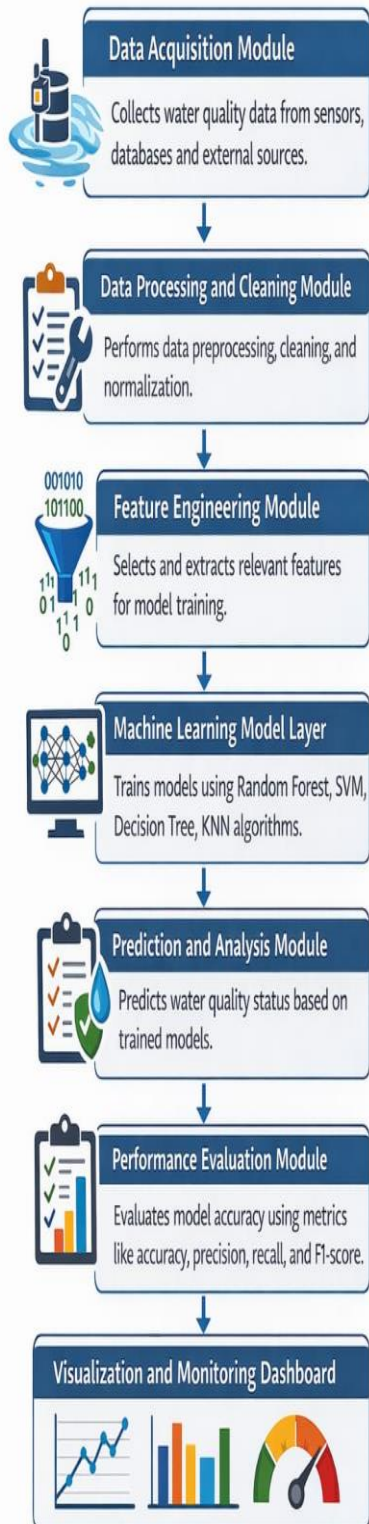 Data Acquisition Module
Collects water quality data from sensors,
databases and external sources.
Data Processing and Cleaning Module
Performs data preprocessing, cleaning, and
normalization.
001010
101100
Feature Engineering Module
Selects and extracts relevant features
for model training.
Machine Learning Model Layer
Trains models using Random Forest, SVM,
Decision Tree, KNN algorithms.
Prediction and Analysis Module
Predicts water quality status based on
trained models.
Performance Evaluation Module
Evaluates model accuracy using metrics
like accuracy, precision, recall, and F1-score.
Visualization and Monitoring Dashboard